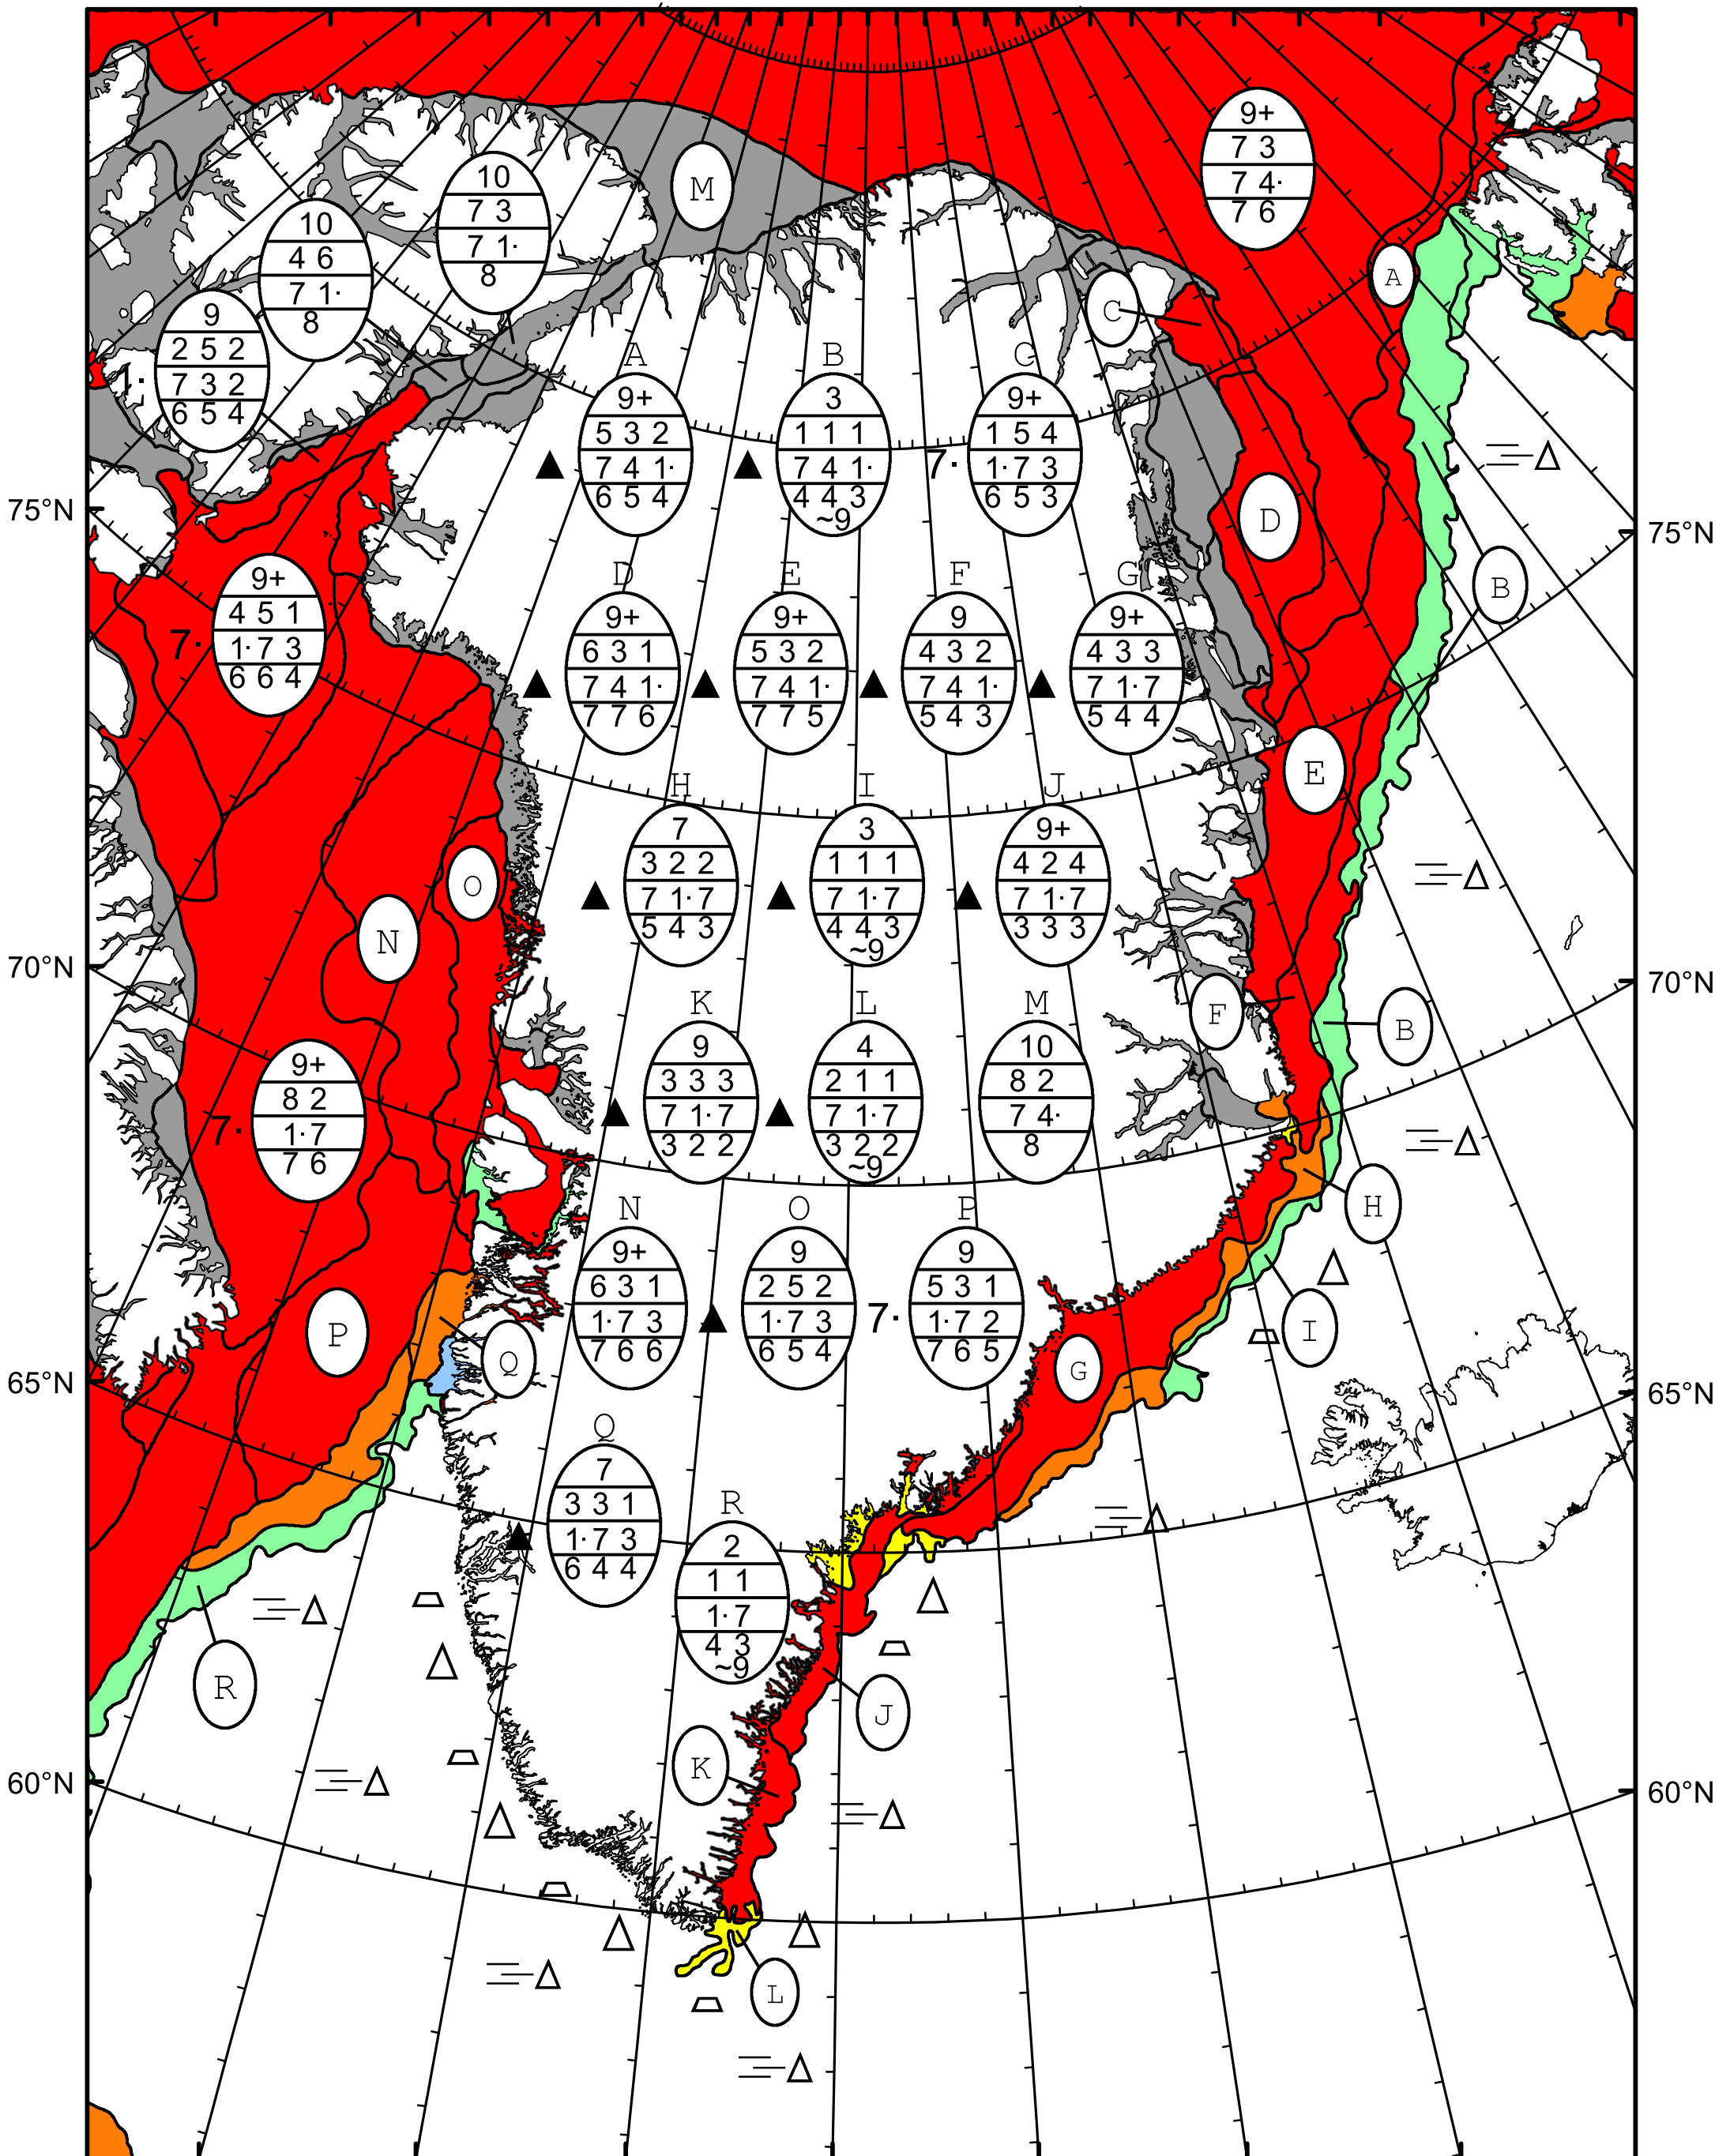 9+
7 3
7 4·
7 6
10
7 3
7 1·
8
M
10
4 6
7 1·
8
A
9
2 5 2
1· 7 3 2
6 5 4
C
A
9+
5 3 2
7 4 1·
6 5 4
B
3
1 1 1
7 4 1·
4 4 3
~9
C
9+
1 5 4
7· 1·7 3
6 5 3
75°N
75°N
D
B
9+
4 5 1
7· 1·7 3
6 6 4
D
9+
6 3 1
7 4 1·
7 7 6
E
9+
5 3 2
7 4 1·
7 7 5
F
9
4 3 2
7 4 1·
5 4 3
G
9+
4 3 3
7 1·7
5 4 4
E
H
7
3 2 2
7 1·7
5 4 3
I
3
1 1 1
7 1·7
4 4 3
~9
J
9+
4 2 4
7 1·7
3 3 3
O
N
70°N
70°N
F
B
K
9
3 3 3
7 1·7
3 2 2
L
4
2 1 1
7 1·7
3 2 2
~9
M
10
8 2
7 4·
8
9+
8 2
7· 1·7
7 6
H
N
9+
6 3 1
1·7 3
7 6 6
O
9
2 5 2
1·7 3
6 5 4
P
9
5 3 1
7· 1·7 2
7 6 5
I
P
Q
G
65°N
65°N
Q
7
3 3 1
1·7 3
6 4 4
R
2
1 1
1·7
4 3
~9
R
J
K
60°N
60°N
L